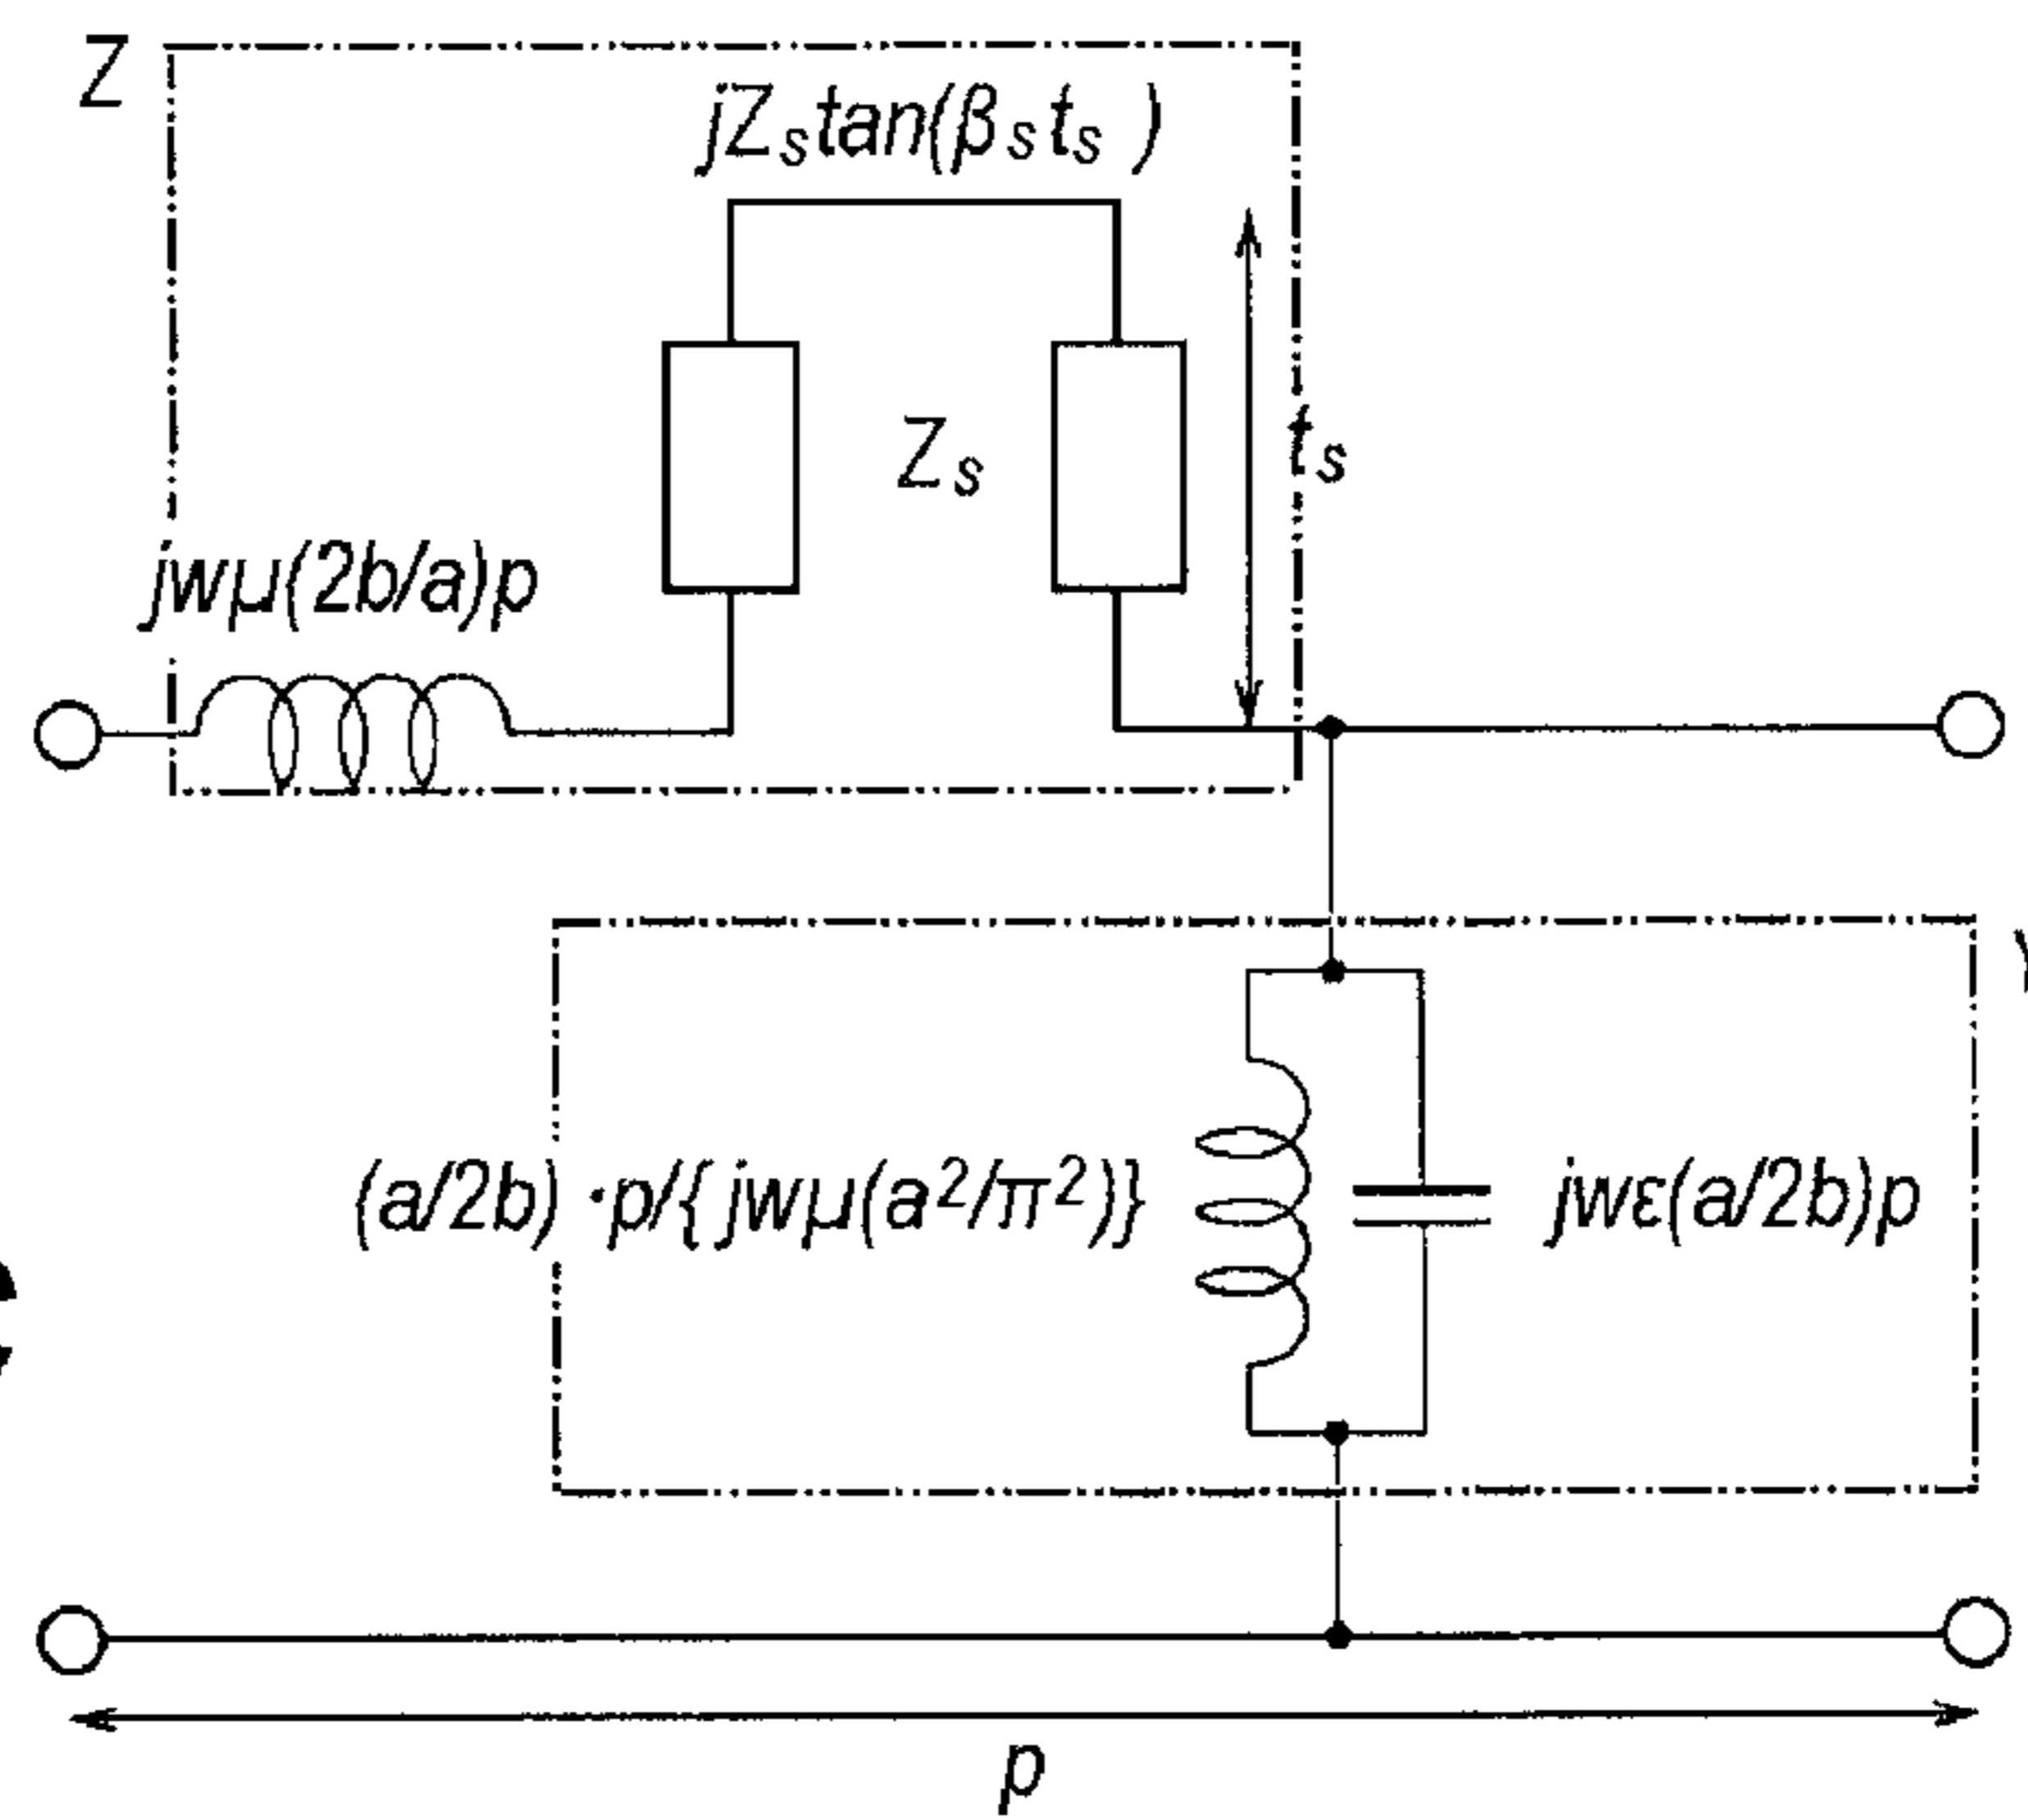 Z
jZₛtan(βₛtₛ )
Zₛ
tₛ
jwμ(2b/a)p
(a/2b) ·p/{jwμ(a²/π²)}
jwε(a/2b)p
p